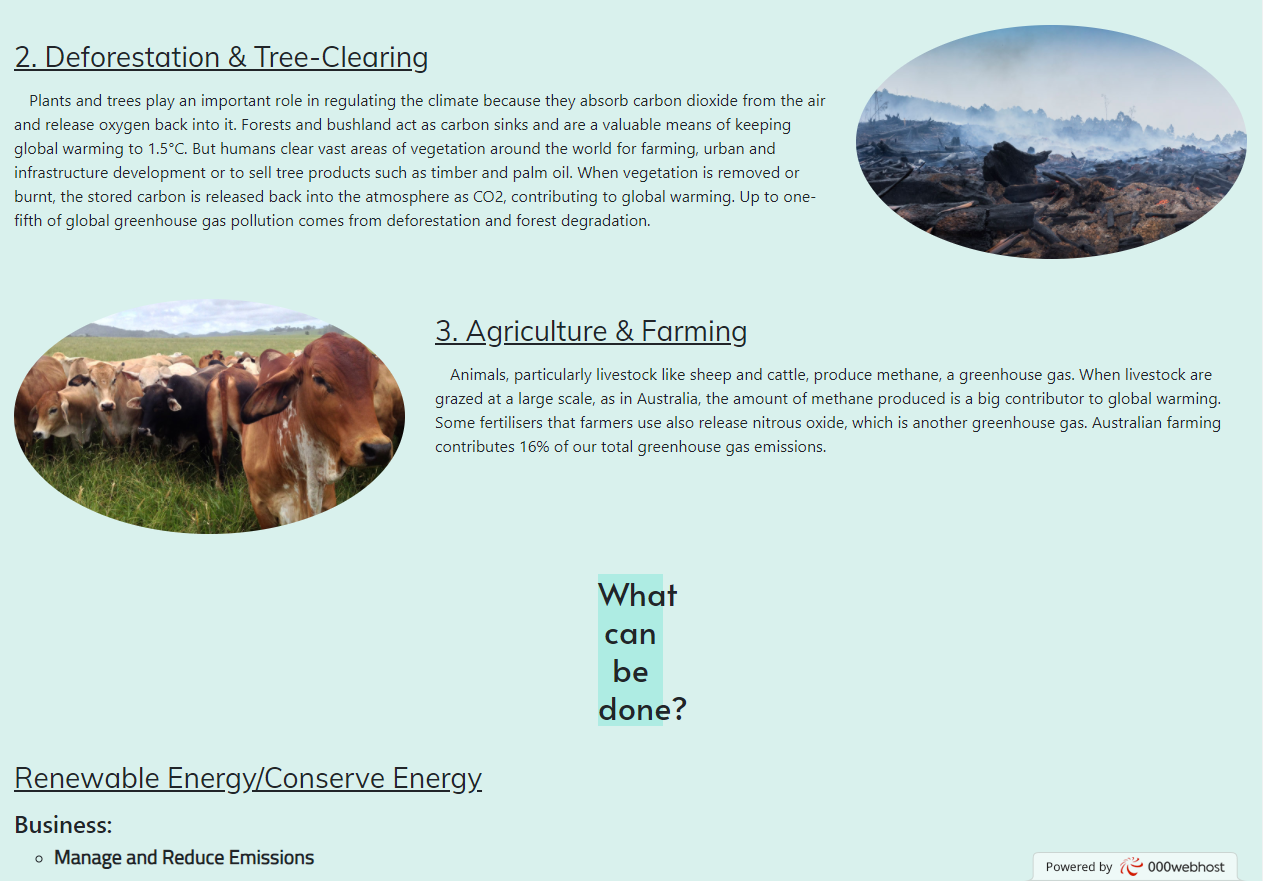 2. Deforestation & Tree-Clearing
Plants and trees play an important role in regulating the climate because they absorb carbon dioxide from the air
and release oxygen back into it. Forests and bushland act as carbon sinks and are a valuable means of keeping
global warming to 1.5°C. But humans clear vast areas of vegetation around the world for farming, urban and
infrastructure development or to sell tree products such as timber and palm oil. When vegetation is removed or
burnt, the stored carbon is released back into the atmosphere as CO2, contributing to global warming. Up to one-
fifth of global greenhouse gas pollution comes from deforestation and forest degradation.
3. Agriculture & Farming
Animals, particularly livestock like sheep and cattle, produce methane, a greenhouse gas. When livestock are
grazed at a large scale, as in Australia, the amount of methane produced is a big contributor to global warming.
Some fertilisers that farmers use also release nitrous oxide, which is another greenhouse gas. Australian farming
contributes 16% of our total greenhouse gas emissions.
What
can
be
done?
Renewable Energy/Conserve Energy
Business:
Manage and Reduce Emissions
Powered by 000webhost